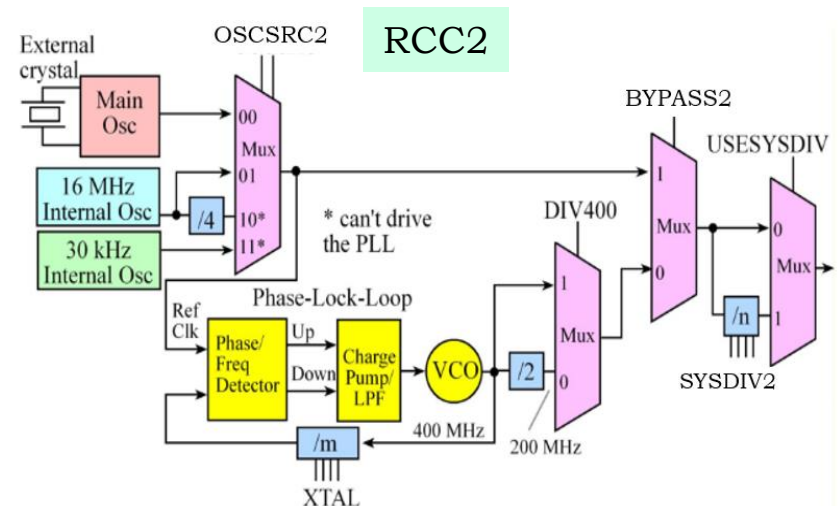 RCC2
OSCSRC2
External
crystal
Main
Osc
00
Mux
01
16 MHz
Internal Osc
/4
10*
11*
30 kHz
Internal Osc
* can't drive
the PLL
BYPASS2
1
Mux
0
USESYSDIV
0
Mux
1
/n
SYSDIV2
DIV400
1
Mux
0
Phase-Lock-Loop
Ref
Clk
Phase/
Freq
Detector
Up
Down
Charge
Pump/
LPF
VCO
/2
400 MHz
200 MHz
/m
XTAL